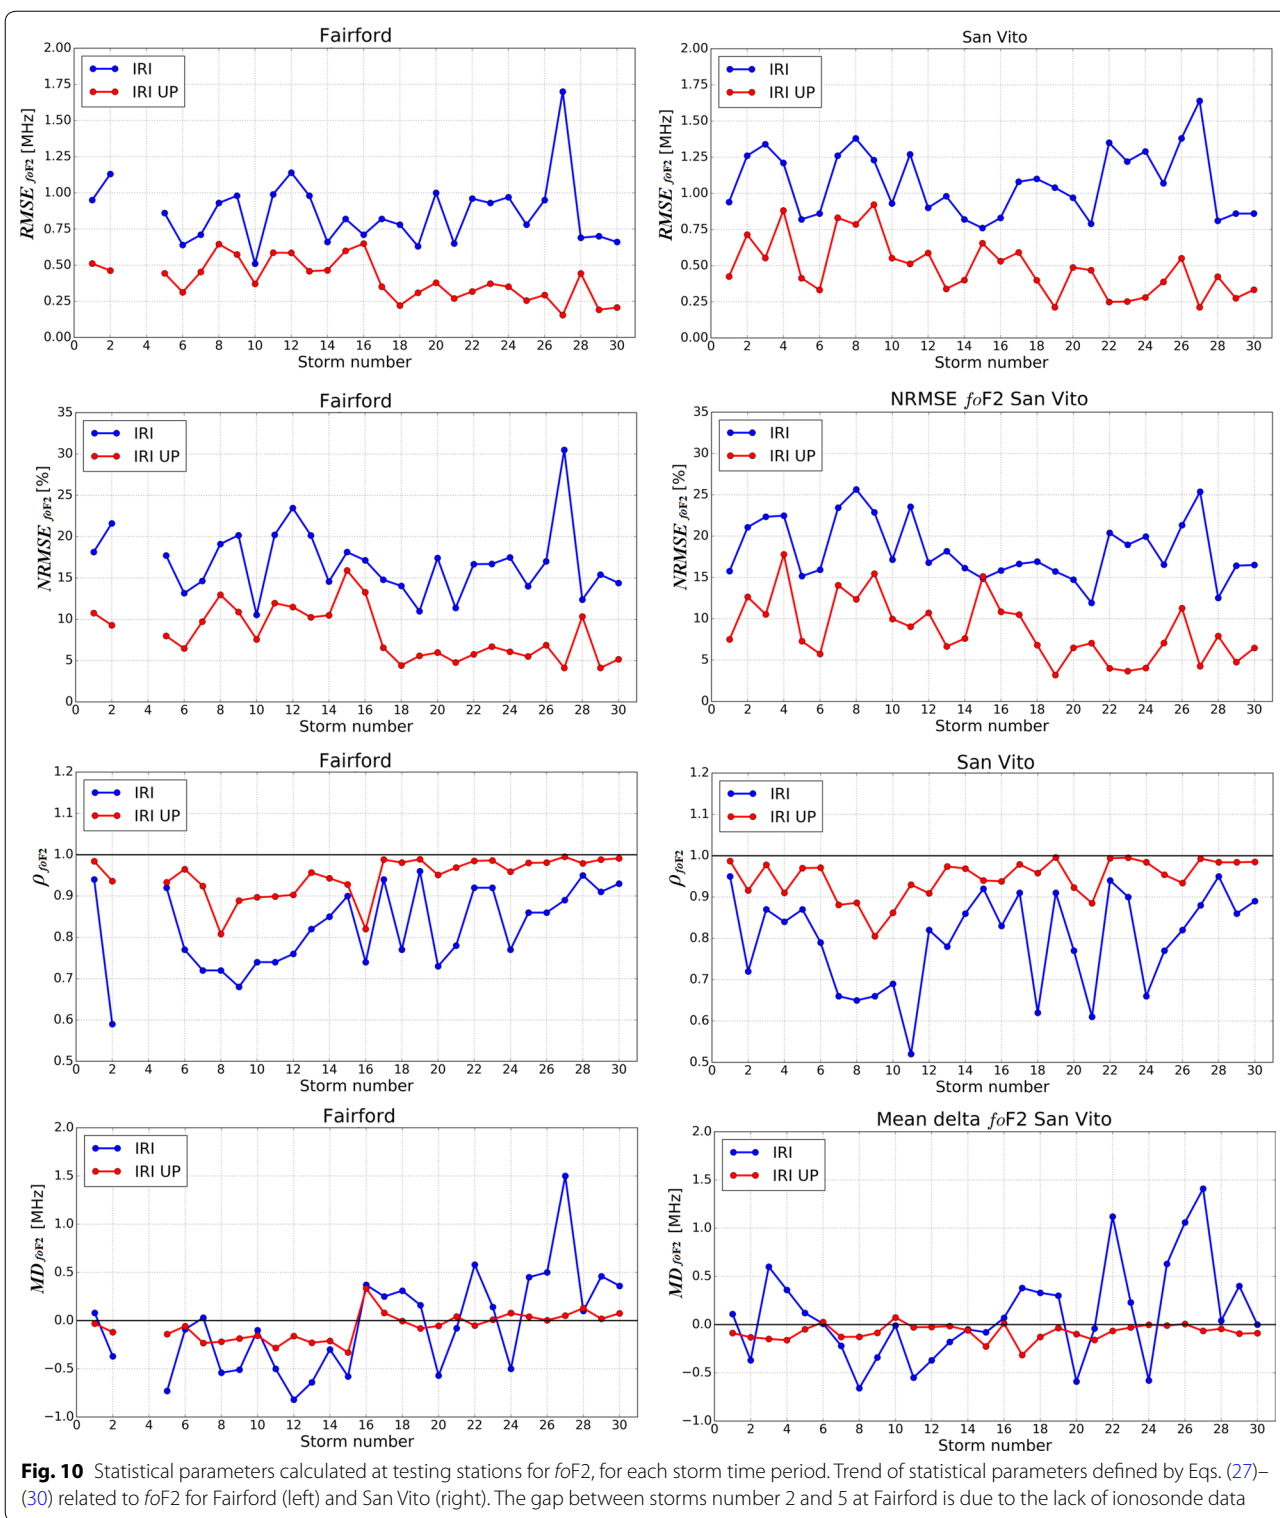 Fairford
2.00
1.75
1.50
1.25
1.00
0.75
0.50
0.25
0.00
RMSE foF2 [MHz]
IRI
IRI UP
0 2 4 6 8 10 12 14 16 18 20 22 24 26 28 30
Storm number
San Vito
2.00
1.75
1.50
1.25
1.00
0.75
0.50
0.25
0.00
RMSE foF2 [MHz]
IRI
IRI UP
0 2 4 6 8 10 12 14 16 18 20 22 24 26 28 30
Storm number
Fairford
35
30
25
20
15
10
5
0
NRMSE foF2 [%]
IRI
IRI UP
0 2 4 6 8 10 12 14 16 18 20 22 24 26 28 30
Storm number
NRMSE foF2 San Vito
35
30
25
20
15
10
5
0
NRMSE foF2 [%]
IRI
IRI UP
0 2 4 6 8 10 12 14 16 18 20 22 24 26 28 30
Storm number
Fairford
1.2
1.1
1.0
0.9
0.8
0.7
0.6
0.5
ρ foF2
IRI
IRI UP
0 2 4 6 8 10 12 14 16 18 20 22 24 26 28 30
Storm number
San Vito
1.2
1.1
1.0
0.9
0.8
0.7
0.6
0.5
ρ foF2
IRI
IRI UP
0 2 4 6 8 10 12 14 16 18 20 22 24 26 28 30
Storm number
Fairford
2.0
1.5
1.0
0.5
0.0
−0.5
−1.0
MD foF2 [MHz]
IRI
IRI UP
0 2 4 6 8 10 12 14 16 18 20 22 24 26 28 30
Storm number
Mean delta foF2 San Vito
2.0
1.5
1.0
0.5
0.0
−0.5
−1.0
MD foF2 [MHz]
IRI
IRI UP
0 2 4 6 8 10 12 14 16 18 20 22 24 26 28 30
Storm number
Fig. 10 Statistical parameters calculated at testing stations for foF2, for each storm time period. Trend of statistical parameters defined by Eqs. (27)–
(30) related to foF2 for Fairford (left) and San Vito (right). The gap between storms number 2 and 5 at Fairford is due to the lack of ionosonde data